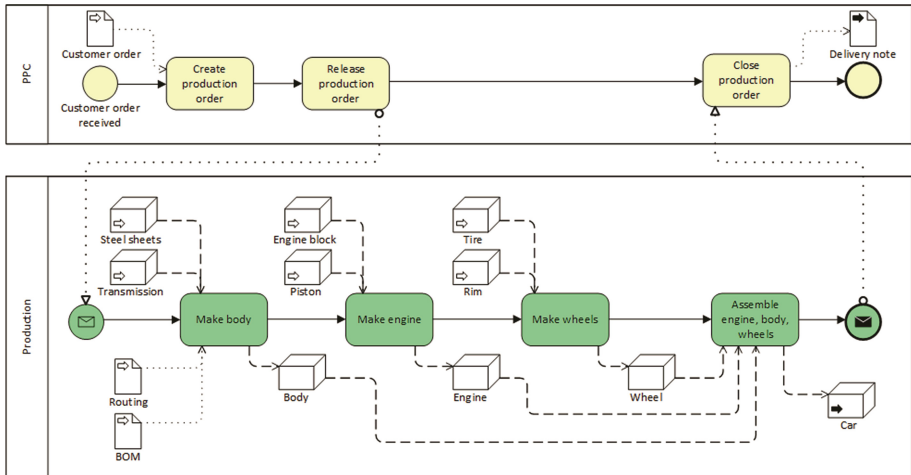 PPC
Customer order
Customer order
received
Create
production
order
Release
production
order
Close
production
order
Delivery note
Production
Steel sheets
Transmission
Engine block
Piston
Tire
Rim
Make body
Make engine
Make wheels
Assemble
engine, body,
wheels
Routing
BOM
Body
Engine
Wheel
Car